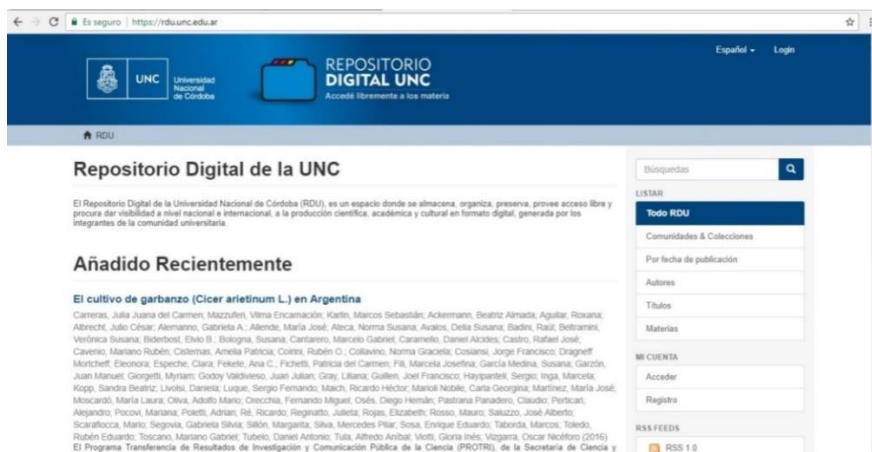 Es seguro | https://rdu.unc.edu.ar
Español Login
UNC
Universidad
Nacional
de Córdoba
REPOSITORIO
DIGITAL UNC
Accedé libremente a los materia
RDU
Repositorio Digital de la UNC
El Repositorio Digital de la Universidad Nacional de Córdoba (RDU), es un espacio donde se almacena, organiza, preserva, provee acceso libre y
procura dar visibilidad a nivel nacional e internacional, a la producción científica, académica y cultural en formato digital, generada por los
integrantes de la comunidad universitaria.
Añadido Recientemente
El cultivo de garbanzo (Cicer arietinum L.) en Argentina
Carreras, Julia Juana del Carmen; Mazzuferi, Vilma Encarnación; Karlin, Marcos Sebastián; Ackermann, Beatriz Almada; Aguilar, Roxana;
Albrecht, Julio César; Alemanno, Gabriela A.; Allende, María José; Ateca, Norma Susana; Avalos, Delia Susana; Badini, Raúl; Beltramini,
Verónica Susana; Biderbost, Elvio B.; Bologna, Susana; Cantarero, Marcelo Gabriel; Caramello, Daniel Alcides; Castro, Rafael José;
Cavenio, Mariano Rubén; Cisternas, Amelia Patricia; Coirini, Rubén O.; Collavino, Norma Graciela; Cosiansi, Jorge Francisco; Dragneff
Mortcheff, Eleonora; Espeche, Clara; Fekete, Ana C.; Fichetti, Patricia del Carmen; Fili, Marcela Josefina; García Medina, Susana; Garzón,
Juan Manuel; Giorgetti, Myriam; Godoy Valdivieso, Juan Julian; Gray, Liliana; Guillen, Joel Francisco; Hayipanteli, Sergio; Inga, Marcela;
Kopp, Sandra Beatriz; Livolsi, Daniela; Luque, Sergio Fernando; Maich, Ricardo Héctor; Marioli Nobile, Carla Georgina; Martínez, María José;
Moscardó, María Laura; Oliva, Adolfo Mario; Orecchia, Fernando Miguel; Osés, Diego Hernán; Pastrana Panadero, Claudio; Perticari,
Alejandro; Pocovi, Mariana; Poletti, Adrian; Ré, Ricardo; Reginatto, Julieta; Rojas, Elizabeth; Rosso, Mauro; Saluzzo, José Alberto;
Scaraffiocca, Mario; Segovia, Gabriela Silvia; Sillón, Margarita; Silva, Mercedes Pilar; Sosa, Enrique Eduardo; Taborda, Marcos; Toledo,
Rubén Eduardo; Toscano, Mariano Gabriel; Tubelo, Daniel Antonio; Tula, Alfredo Aníbal; Viotti, Gloria Inés; Vizgarra, Oscar Nicéforo (2016)
El Programa Transferencia de Resultados de Investigación y Comunicación Pública de la Ciencia (PROTRI), de la Secretaría de Ciencia y
Búsquedas
LISTAR
Todo RDU
Comunidades & Colecciones
Por fecha de publicación
Autores
Títulos
Materias
MI CUENTA
Acceder
Registro
RSS FEEDS
RSS 1.0